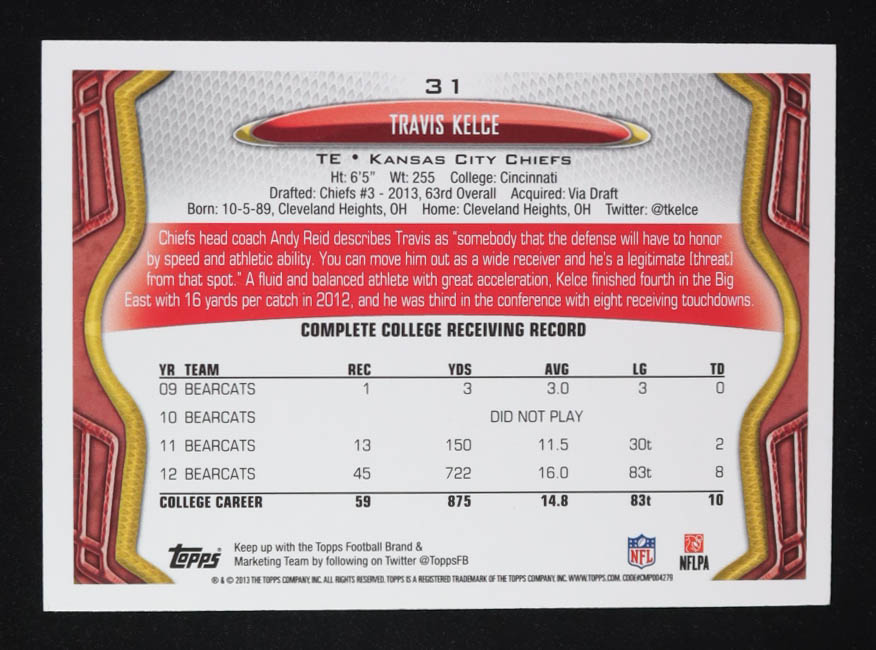 31
TRAVIS KELCE
TE • KANSAS CITY CHIEFS
Ht: 6'5" Wt: 255 College: Cincinnati
Drafted: Chiefs #3 - 2013, 63rd Overall Acquired: Via Draft
Born: 10-5-89, Cleveland Heights, OH Home: Cleveland Heights, OH Twitter: @tkelce
Chiefs head coach Andy Reid describes Travis as "somebody that the defense will have to honor
by speed and athletic ability. You can move him out as a wide receiver and he's a legitimate [threat]
from that spot." A fluid and balanced athlete with great acceleration, Kelce finished fourth in the Big
East with 16 yards per catch in 2012, and he was third in the conference with eight receiving touchdowns.
COMPLETE COLLEGE RECEIVING RECORD
YR TEAM REC YDS AVG LG TD
09 BEARCATS 1 3 3.0 3 0
10 BEARCATS DID NOT PLAY
11 BEARCATS 13 150 11.5 30t 2
12 BEARCATS 45 722 16.0 83t 8
COLLEGE CAREER 59 875 14.8 83t 10
Topps® Keep up with the Topps Football Brand &
Marketing Team by following on Twitter @ToppsFB
NFL
NFLPA
® & © 2013 THE TOPPS COMPANY, INC. ALL RIGHTS RESERVED. TOPPS IS A REGISTERED TRADEMARK OF THE TOPPS COMPANY, INC. WWW.TOPPS.COM. CODE#CMP004279